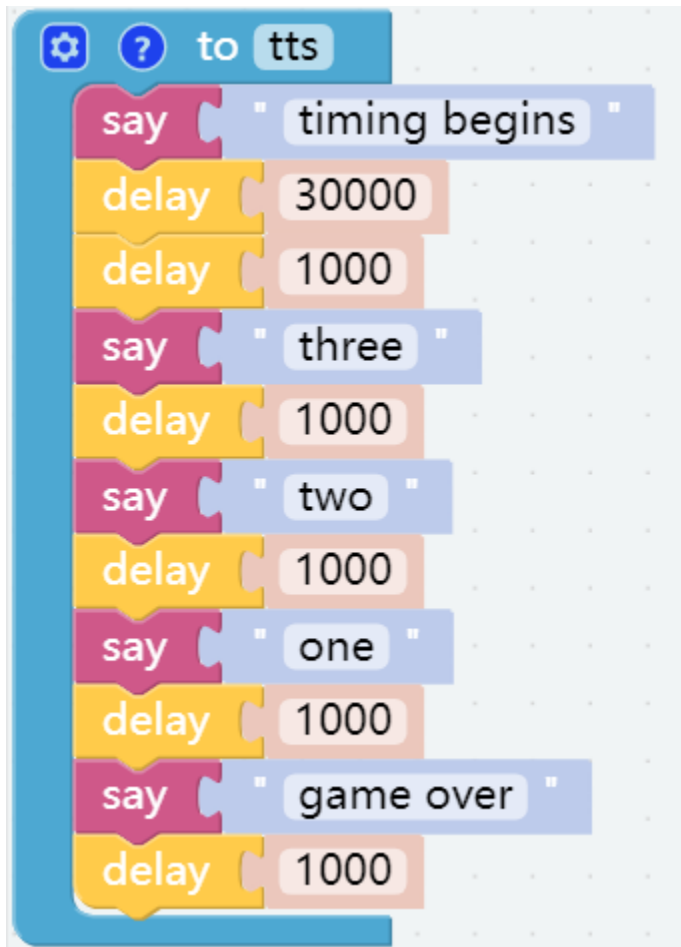 ? to tts
say " timing begins "
delay 30000
delay 1000
say " three "
delay 1000
say " two "
delay 1000
say " one "
delay 1000
say " game over "
delay 1000